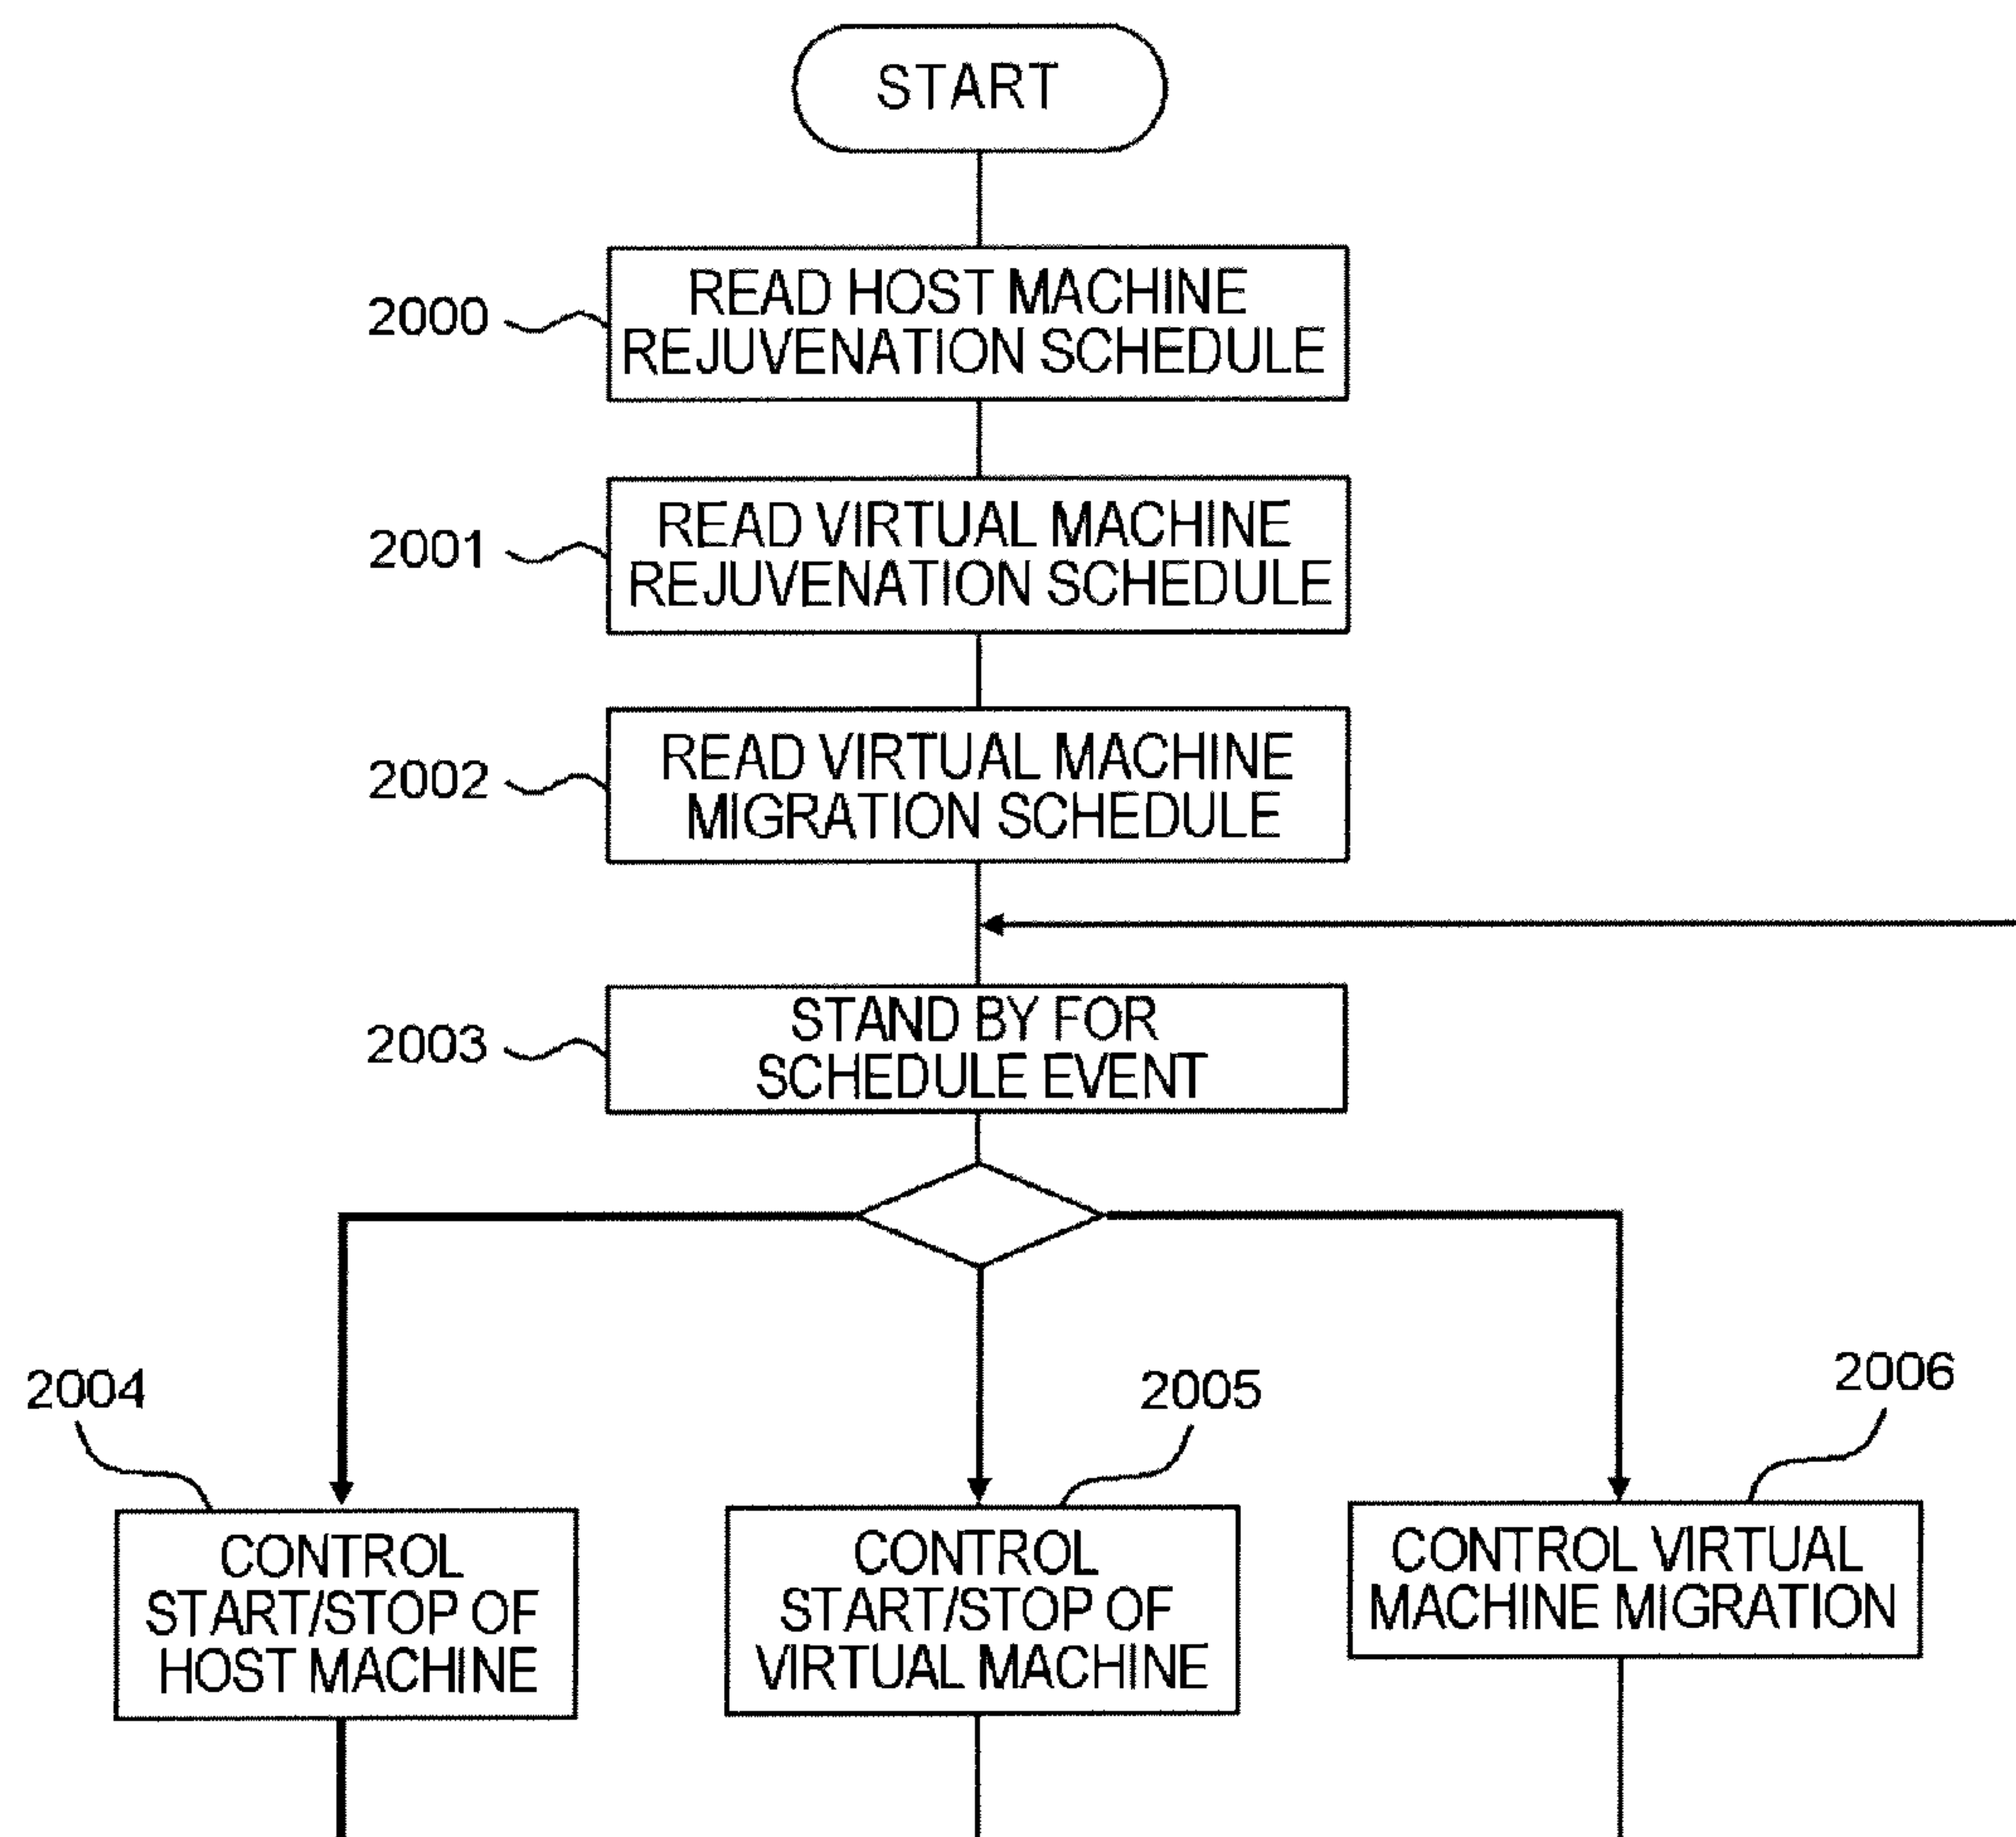 START
2000
READ HOST MACHINE
REJUVENATION SCHEDULE
2001
READ VIRTUAL MACHINE
REJUVENATION SCHEDULE
2002
READ VIRTUAL MACHINE
MIGRATION SCHEDULE
2003
STAND BY FOR
SCHEDULE EVENT
2004
CONTROL
START/STOP OF
HOST MACHINE
2005
CONTROL
START/STOP OF
VIRTUAL MACHINE
2006
CONTROL VIRTUAL
MACHINE MIGRATION